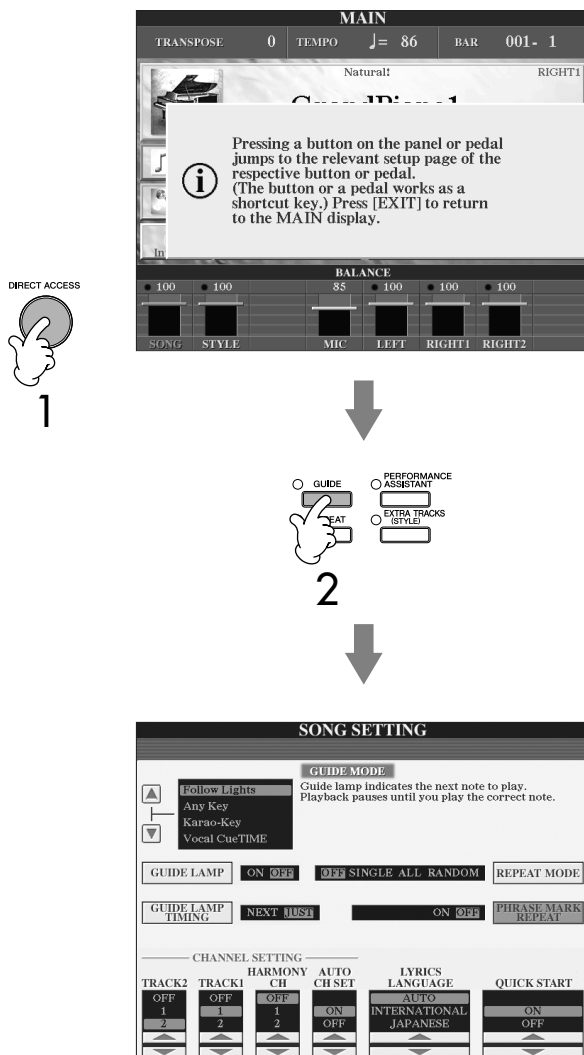 MAIN
TRANSPOSE 0 TEMPO ♩= 86 BAR 001- 1
Natural! RIGHT1
GrandPiano1
Pressing a button on the panel or pedal
jumps to the relevant setup page of the
respective button or pedal.
(The button or a pedal works as a
shortcut key.) Press [EXIT] to return
to the MAIN display.
BALANCE
100 100 85 100 100 100
SONG STYLE MIC LEFT RIGHT1 RIGHT2
DIRECT ACCESS
1
GUIDE PERFORMANCE
ASSISTANT
EXTRA TRACKS
(STYLE)
2
SONG SETTING
GUIDE MODE
Follow Lights
Any Key
Karao-Key
Vocal CueTIME
Guide lamp indicates the next note to play.
Playback pauses until you play the correct note.
GUIDE LAMP ON OFF OFF SINGLE ALL RANDOM REPEAT MODE
GUIDE LAMP
TIMING NEXT JUST ON OFF PHRASE MARK
REPEAT
CHANNEL SETTING
TRACK2 TRACK1 HARMONY
CH AUTO
CH SET LYRICS
LANGUAGE QUICK START
OFF OFF OFF AUTO
1 1 1 ON INTERNATIONAL ON
2 2 2 OFF JAPANESE OFF